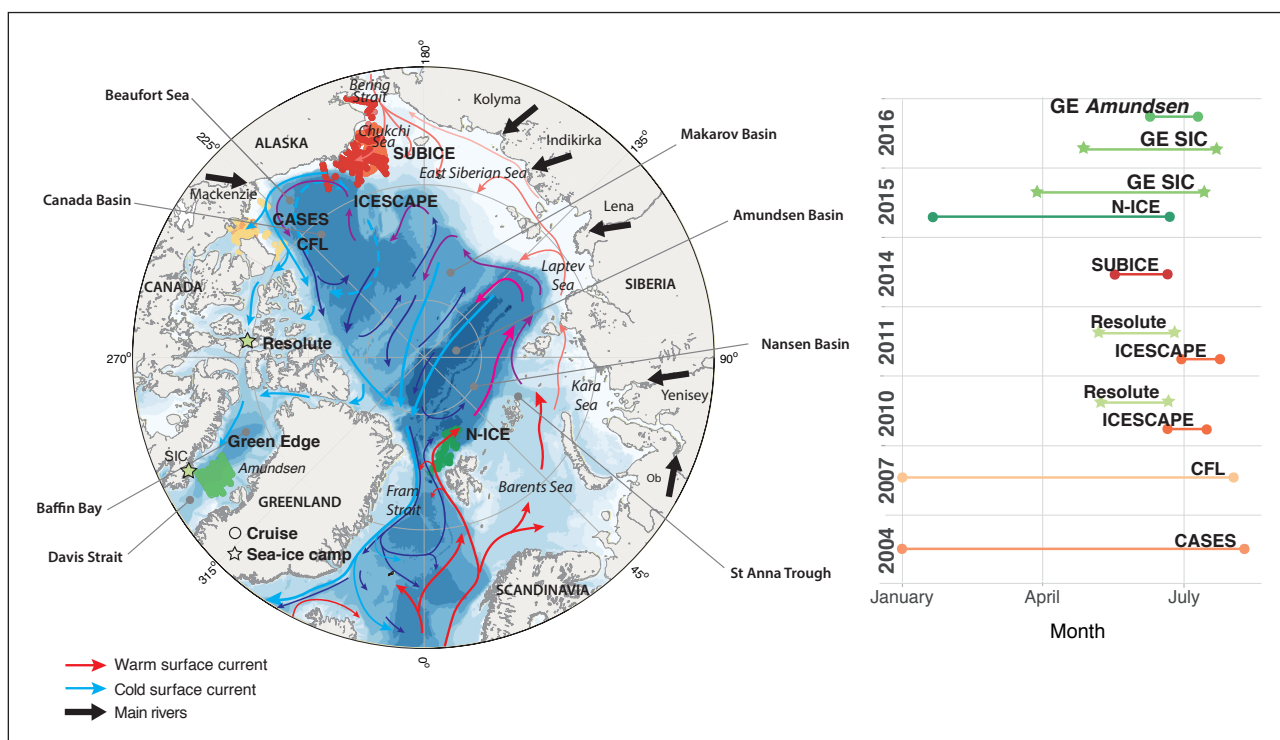 180°
Beaufort Sea
Bering
Strait
Kolyma
ALASKA
Chukchi
Sea
SUBICE
Indikirka
135°
Makarov Basin
225°
East Siberian Sea
Mackenzie
ICESCAPE
Canada Basin
CASES
CFL
Lena
Amundsen Basin
Laptev
Sea
CANADA
SIBERIA
Resolute
270°
90°
Nansen Basin
Kara
Sea
Yenisey
Green Edge
N-ICE
SIC
Amundsen
Ob
Baffin Bay
GREENLAND
Fram
Strait
Barents Sea
Cruise
Sea-ice camp
Davis Strait
315°
St Anna Trough
SCANDINAVIA
45°
0°
Warm surface current
Cold surface current
Main rivers
2016
GE Amundsen
GE SIC
2015
GE SIC
N-ICE
2014
SUBICE
2011
Resolute
ICESCAPE
2010
Resolute
ICESCAPE
2007
CFL
2004
CASES
January
April
July
Month